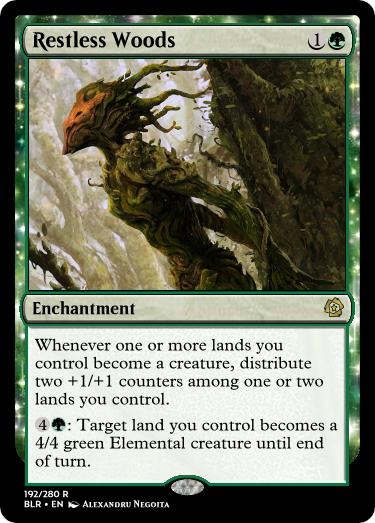 Restless Woods 1
Enchantment
Whenever one or more lands you
control become a creature, distribute
two +1/+1 counters among one or two
lands you control.
4 : Target land you control becomes a
4/4 green Elemental creature until end
of turn.
192/280 R
BLR • EN Alexandru Negoita